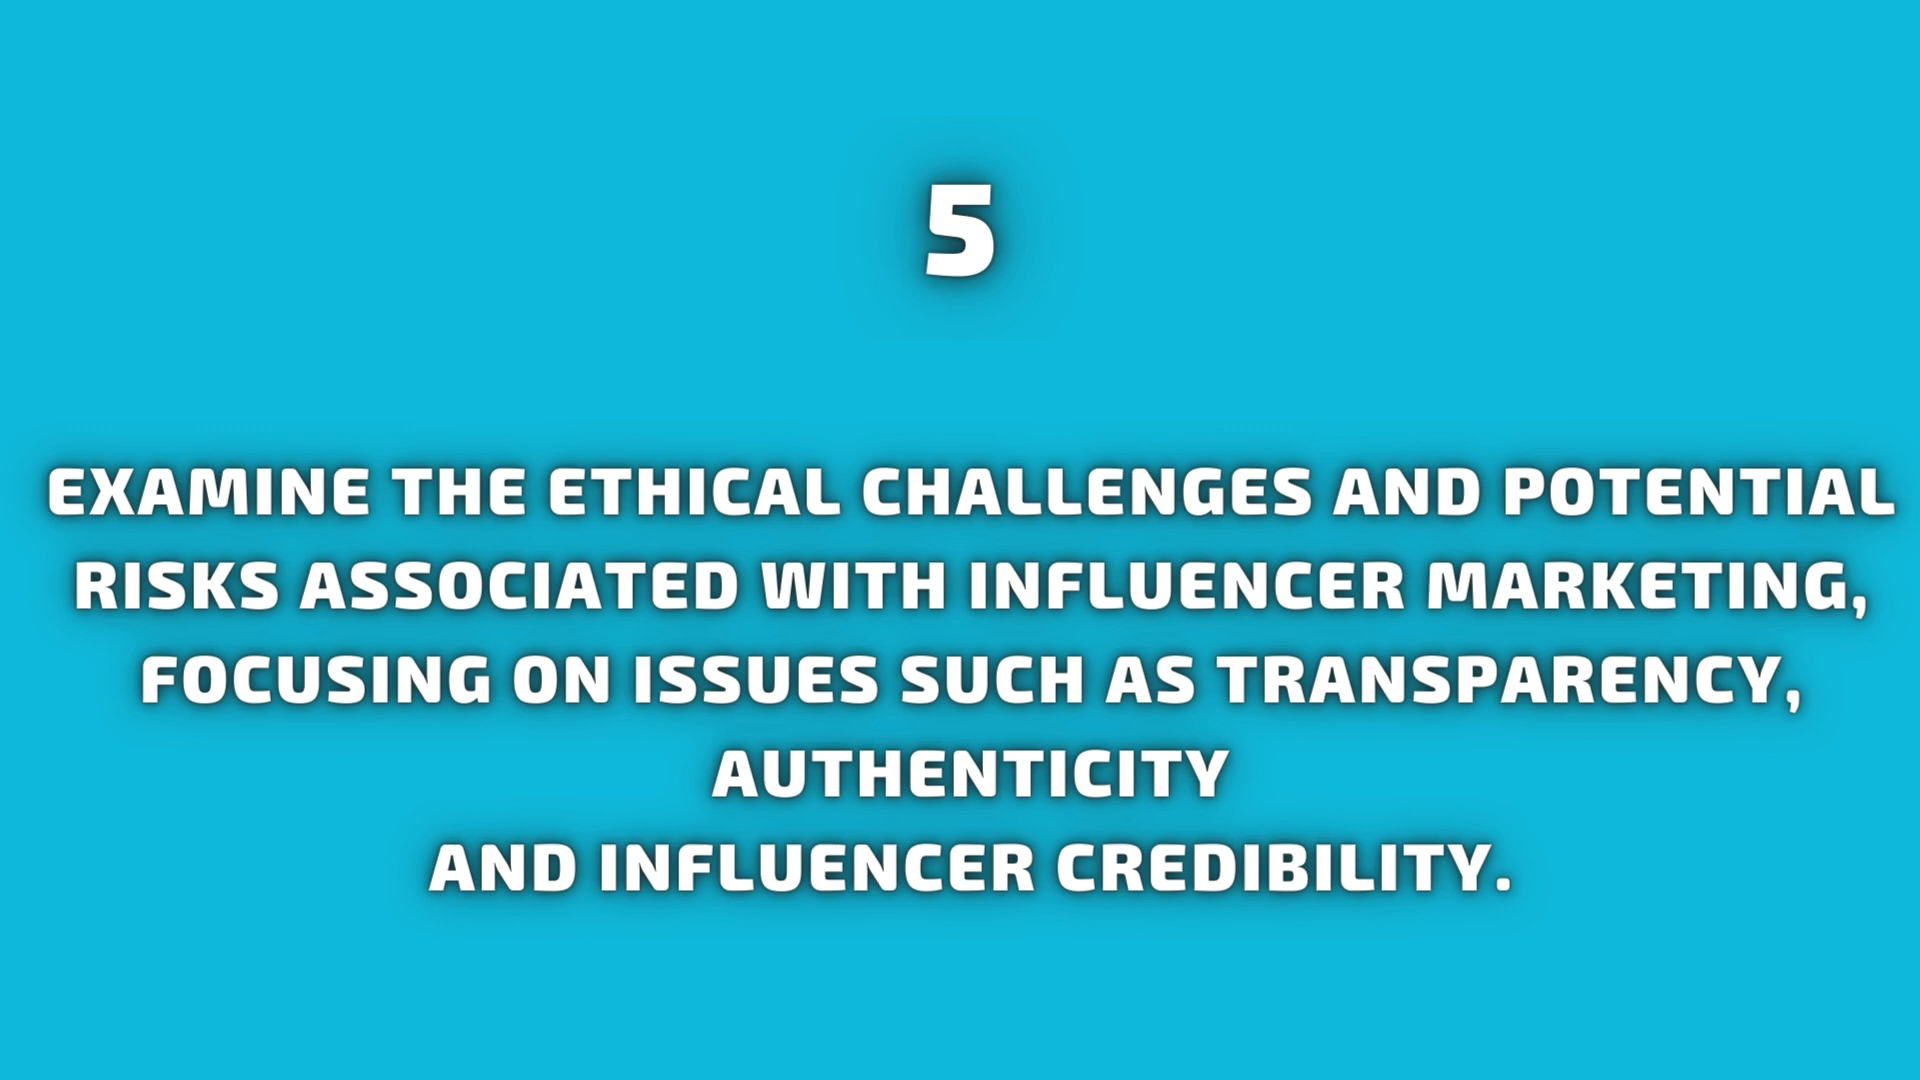 5
EXAMINE THE ETHICAL CHALLENGES AND POTENTIAL
RISKS ASSOCIATED WITH INFLUENCER MARKETING,
FOCUSING ON ISSUES SUCH AS TRANSPARENCY,
AUTHENTICITY
AND INFLUENCER CREDIBILITY.